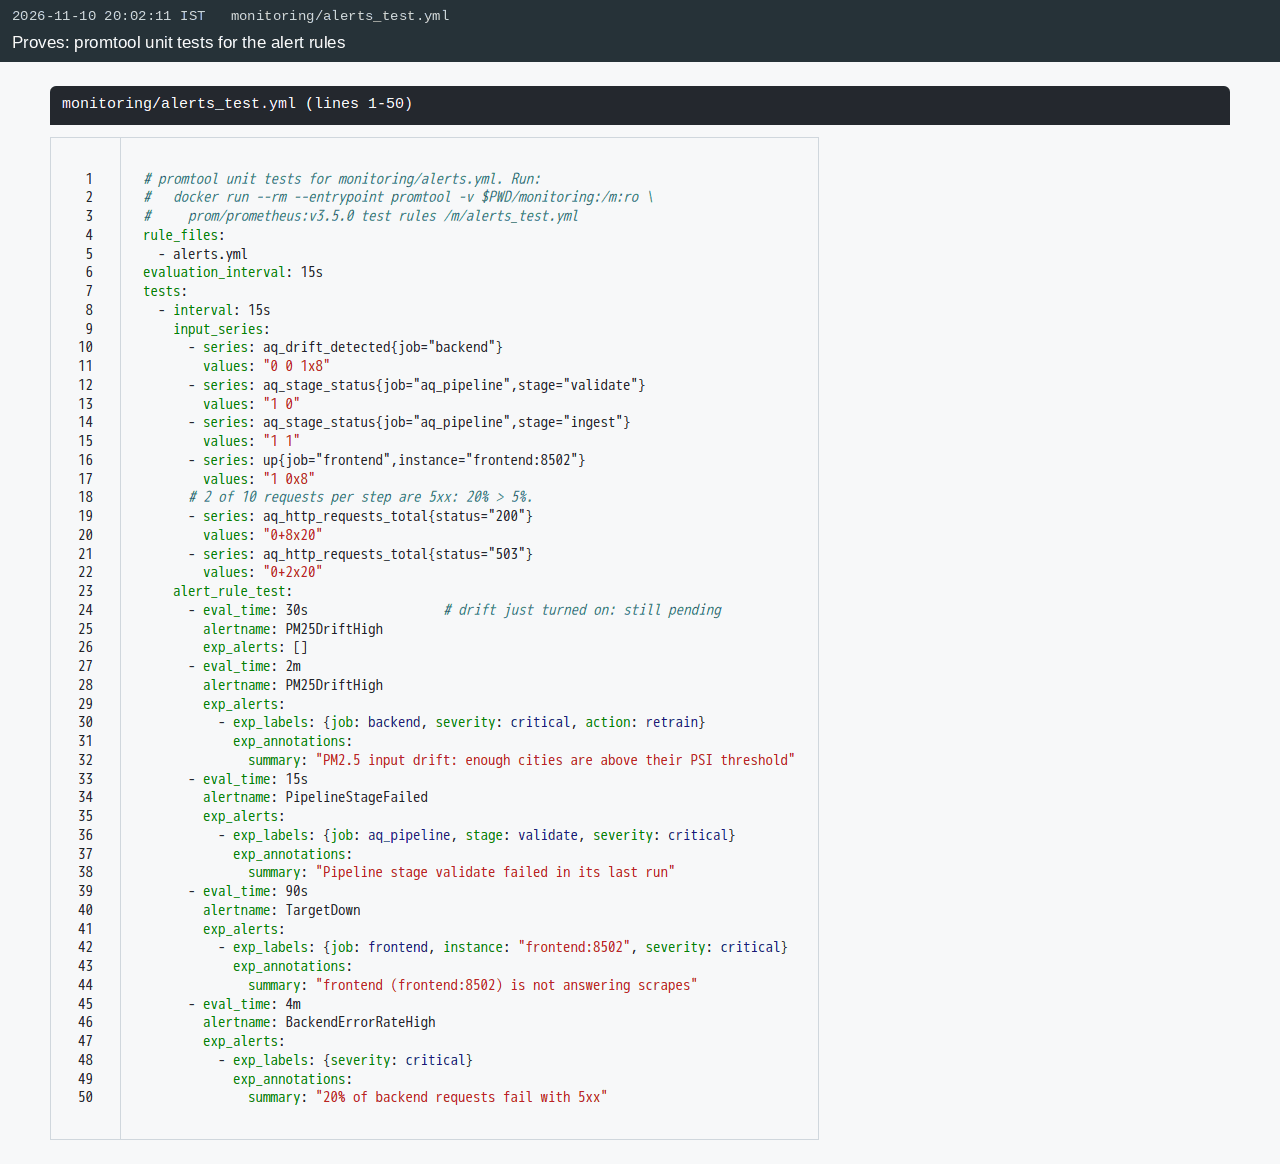 2026-11-10 20:02:11 IST   monitoring/alerts_test.yml
Proves: promtool unit tests for the alert rules
monitoring/alerts_test.yml (lines 1-50)
1 # promtool unit tests for monitoring/alerts.yml. Run:
2 #   docker run --rm --entrypoint promtool -v $PWD/monitoring:/m:ro \
3 #     prom/prometheus:v3.5.0 test rules /m/alerts_test.yml
4 rule_files:
5   - alerts.yml
6 evaluation_interval: 15s
7 tests:
8   - interval: 15s
9     input_series:
10       - series: aq_drift_detected{job="backend"}
11         values: "0 0 1x8"
12       - series: aq_stage_status{job="aq_pipeline",stage="validate"}
13         values: "1 0"
14       - series: aq_stage_status{job="aq_pipeline",stage="ingest"}
15         values: "1 1"
16       - series: up{job="frontend",instance="frontend:8502"}
17         values: "1 0x8"
18       # 2 of 10 requests per step are 5xx: 20% > 5%.
19       - series: aq_http_requests_total{status="200"}
20         values: "0+8x20"
21       - series: aq_http_requests_total{status="503"}
22         values: "0+2x20"
23     alert_rule_test:
24       - eval_time: 30s                  # drift just turned on: still pending
25         alertname: PM25DriftHigh
26         exp_alerts: []
27       - eval_time: 2m
28         alertname: PM25DriftHigh
29         exp_alerts:
30           - exp_labels: {job: backend, severity: critical, action: retrain}
31             exp_annotations:
32               summary: "PM2.5 input drift: enough cities are above their PSI threshold"
33       - eval_time: 15s
34         alertname: PipelineStageFailed
35         exp_alerts:
36           - exp_labels: {job: aq_pipeline, stage: validate, severity: critical}
37             exp_annotations:
38               summary: "Pipeline stage validate failed in its last run"
39       - eval_time: 90s
40         alertname: TargetDown
41         exp_alerts:
42           - exp_labels: {job: frontend, instance: "frontend:8502", severity: critical}
43             exp_annotations:
44               summary: "frontend (frontend:8502) is not answering scrapes"
45       - eval_time: 4m
46         alertname: BackendErrorRateHigh
47         exp_alerts:
48           - exp_labels: {severity: critical}
49             exp_annotations:
50               summary: "20% of backend requests fail with 5xx"